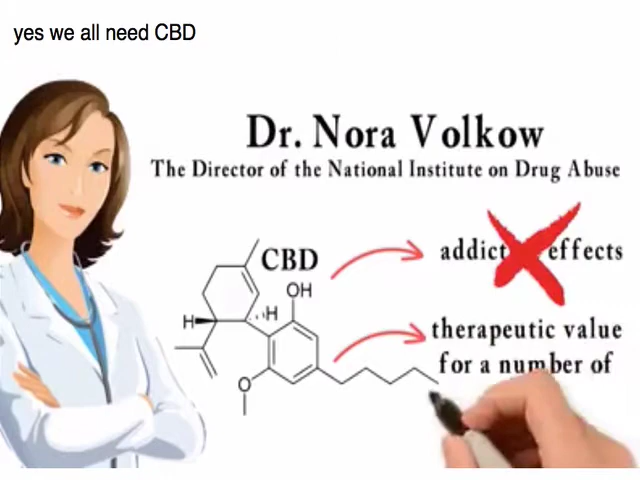 yes we all need CBD
Dr. Nora Volkow
The Director of the National Institute on Drug Abuse
CBD
addict effects
OH
H
H
therapeutic value
for a number of
O